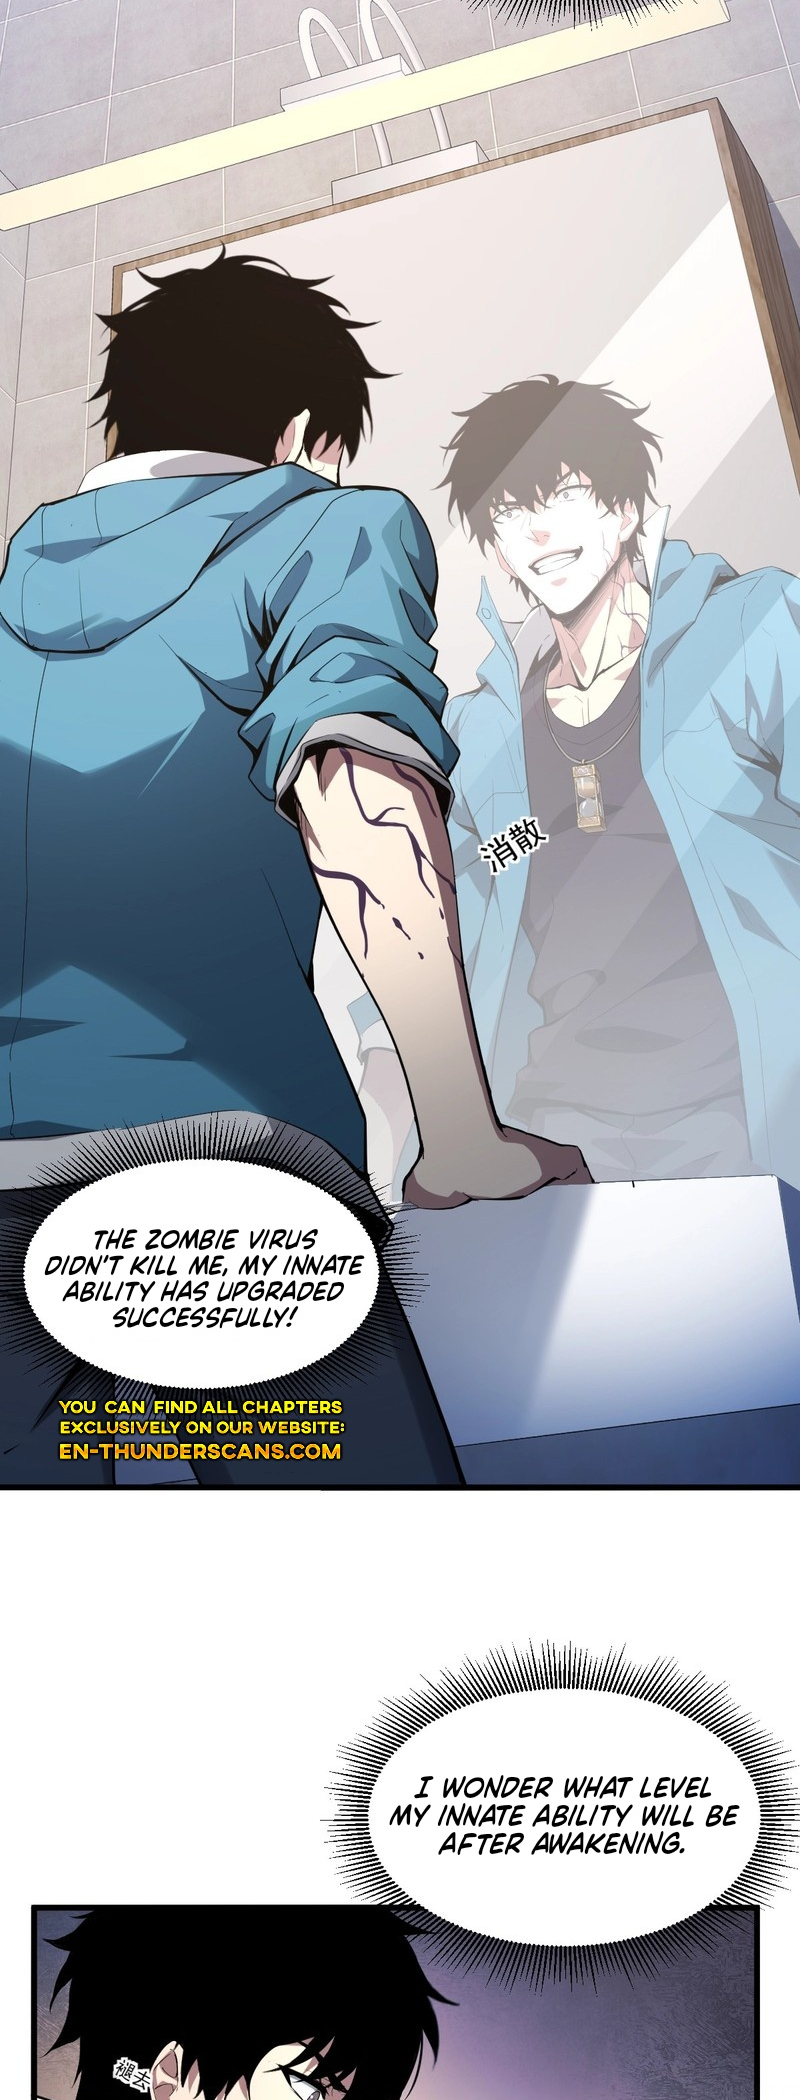 消散
THE ZOMBIE VIRUS
DIDN'T KILL ME, MY INNATE
ABILITY HAS UPGRADED
SUCCESSFULLY!
YOU CAN FIND ALL CHAPTERS
EXCLUSIVELY ON OUR WEBSITE:
EN-THUNDERSCANS.COM
I WONDER WHAT LEVEL
MY INNATE ABILITY WILL BE
AFTER AWAKENING.
褪去